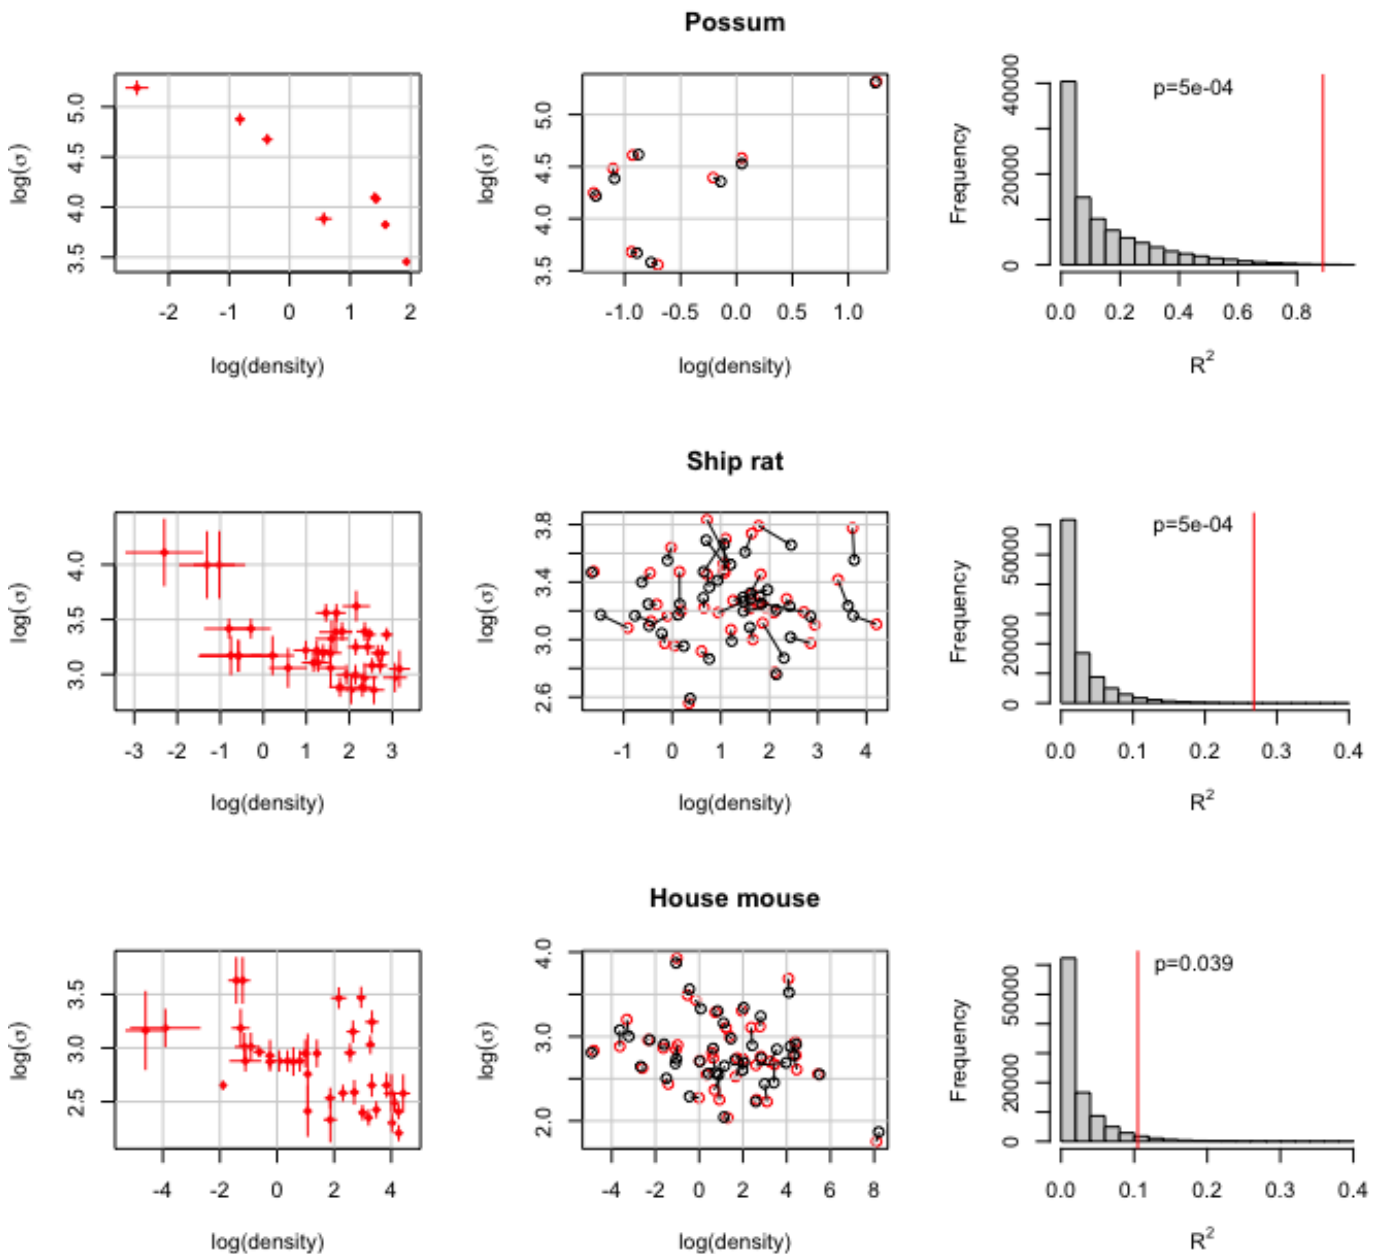 Possum
log(σ)
3.5 4.0 4.5 5.0
-2 -1 0 1 2
log(density)
log(σ)
3.5 4.0 4.5 5.0
-1.0 -0.5 0.0 0.5 1.0
log(density)
p=5e-04
Frequency
0 20000 40000
0.0 0.2 0.4 0.6 0.8
R²
Ship rat
log(σ)
3.0 3.5 4.0
-3 -2 -1 0 1 2 3
log(density)
log(σ)
2.6 3.0 3.4 3.8
-1 0 1 2 3 4
log(density)
p=5e-04
Frequency
0 20000 50000
0.0 0.1 0.2 0.3 0.4
R²
House mouse
log(σ)
2.5 3.0 3.5
-4 -2 0 2 4
log(density)
log(σ)
2.0 3.0 4.0
-4 -2 0 2 4 6 8
log(density)
p=0.039
Frequency
0 20000 50000
0.0 0.1 0.2 0.3 0.4
R²